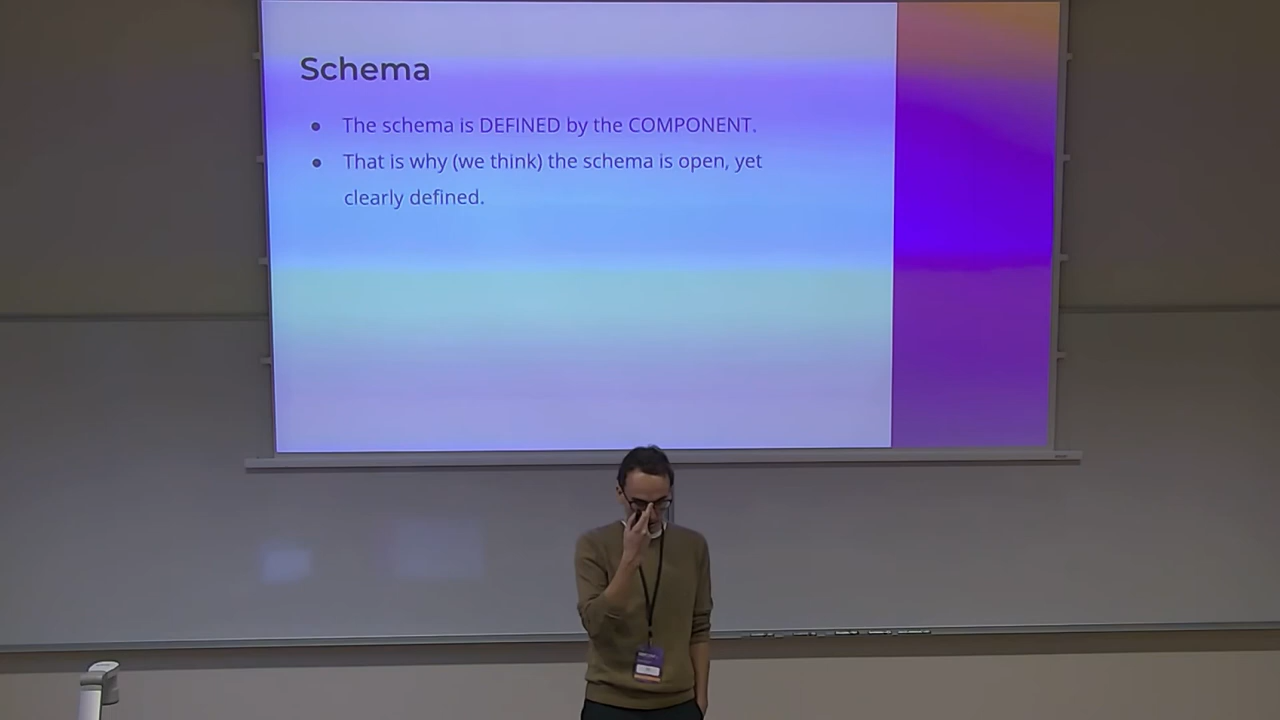 Schema
The schema is DEFINED by the COMPONENT.
That is why (we think) the schema is open, yet
clearly defined.